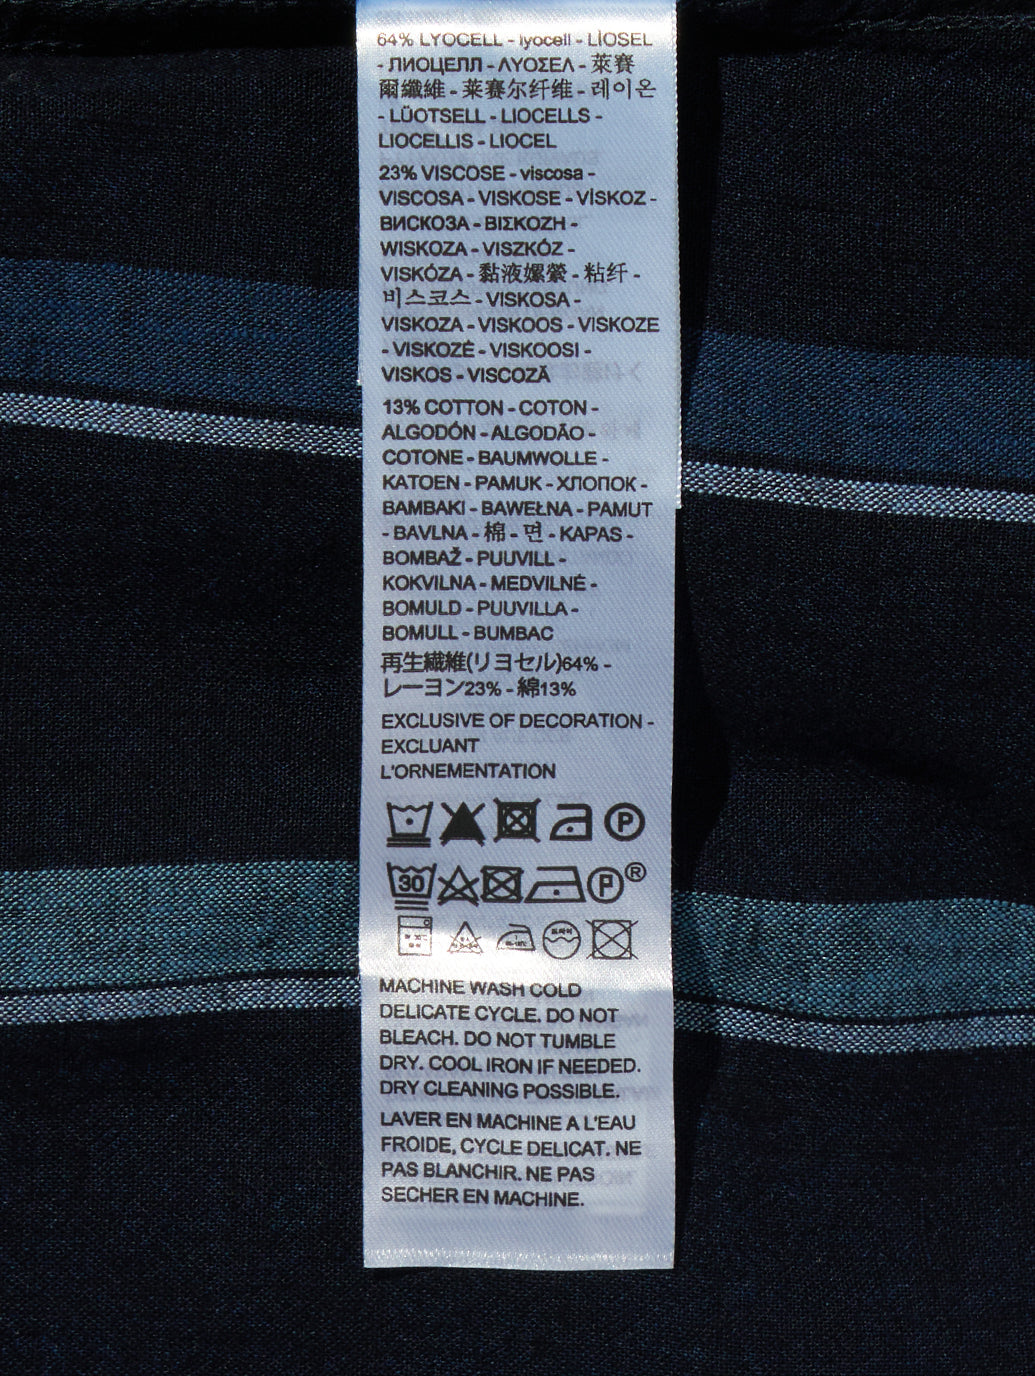 64% LYOCELL - lyocell - LİOSEL
- ЛИОЦЕЛЛ - ΛΥΟΣΕΛ - 萊賽
爾纖維 - 莱赛尔纤维 - 레이온
- LÜOTSELL - LIOCELLS -
LIOCELLIS - LIOCEL
23% VISCOSE - viscosa -
VISCOSA - VISKOSE - VİSKOZ -
ВИСКОЗА - ΒΙΣΚΟΖΗ -
WISKOZA - VISZKÓZ -
VISKÓZA - 黏液嫘縈 - 粘纤 -
비스코스 - VISKOSA -
VISKOZA - VISKOOS - VISKOZE
- VISKOZĖ - VISKOOSI -
VISKOS - VISCOZĂ
13% COTTON - COTON -
ALGODÓN - ALGODÃO -
COTONE - BAUMWOLLE -
KATOEN - PAMUK - ХЛОПОК -
ΒΑΜΒΑΚΙ - BAWEŁNA - PAMUT
- BAVLNA - 棉 - 면 - KAPAS -
BOMBAŽ - PUUVILL -
KOKVILNA - MEDVILNĖ -
BOMULD - PUUVILLA -
BOMULL - BUMBAC
再生繊維(リヨセル)64% -
レーヨン23% - 綿13%
EXCLUSIVE OF DECORATION -
EXCLUANT
L'ORNEMENTATION
P
30 P ®
MACHINE WASH COLD
DELICATE CYCLE. DO NOT
BLEACH. DO NOT TUMBLE
DRY. COOL IRON IF NEEDED.
DRY CLEANING POSSIBLE.
LAVER EN MACHINE A L'EAU
FROIDE, CYCLE DELICAT. NE
PAS BLANCHIR. NE PAS
SECHER EN MACHINE.